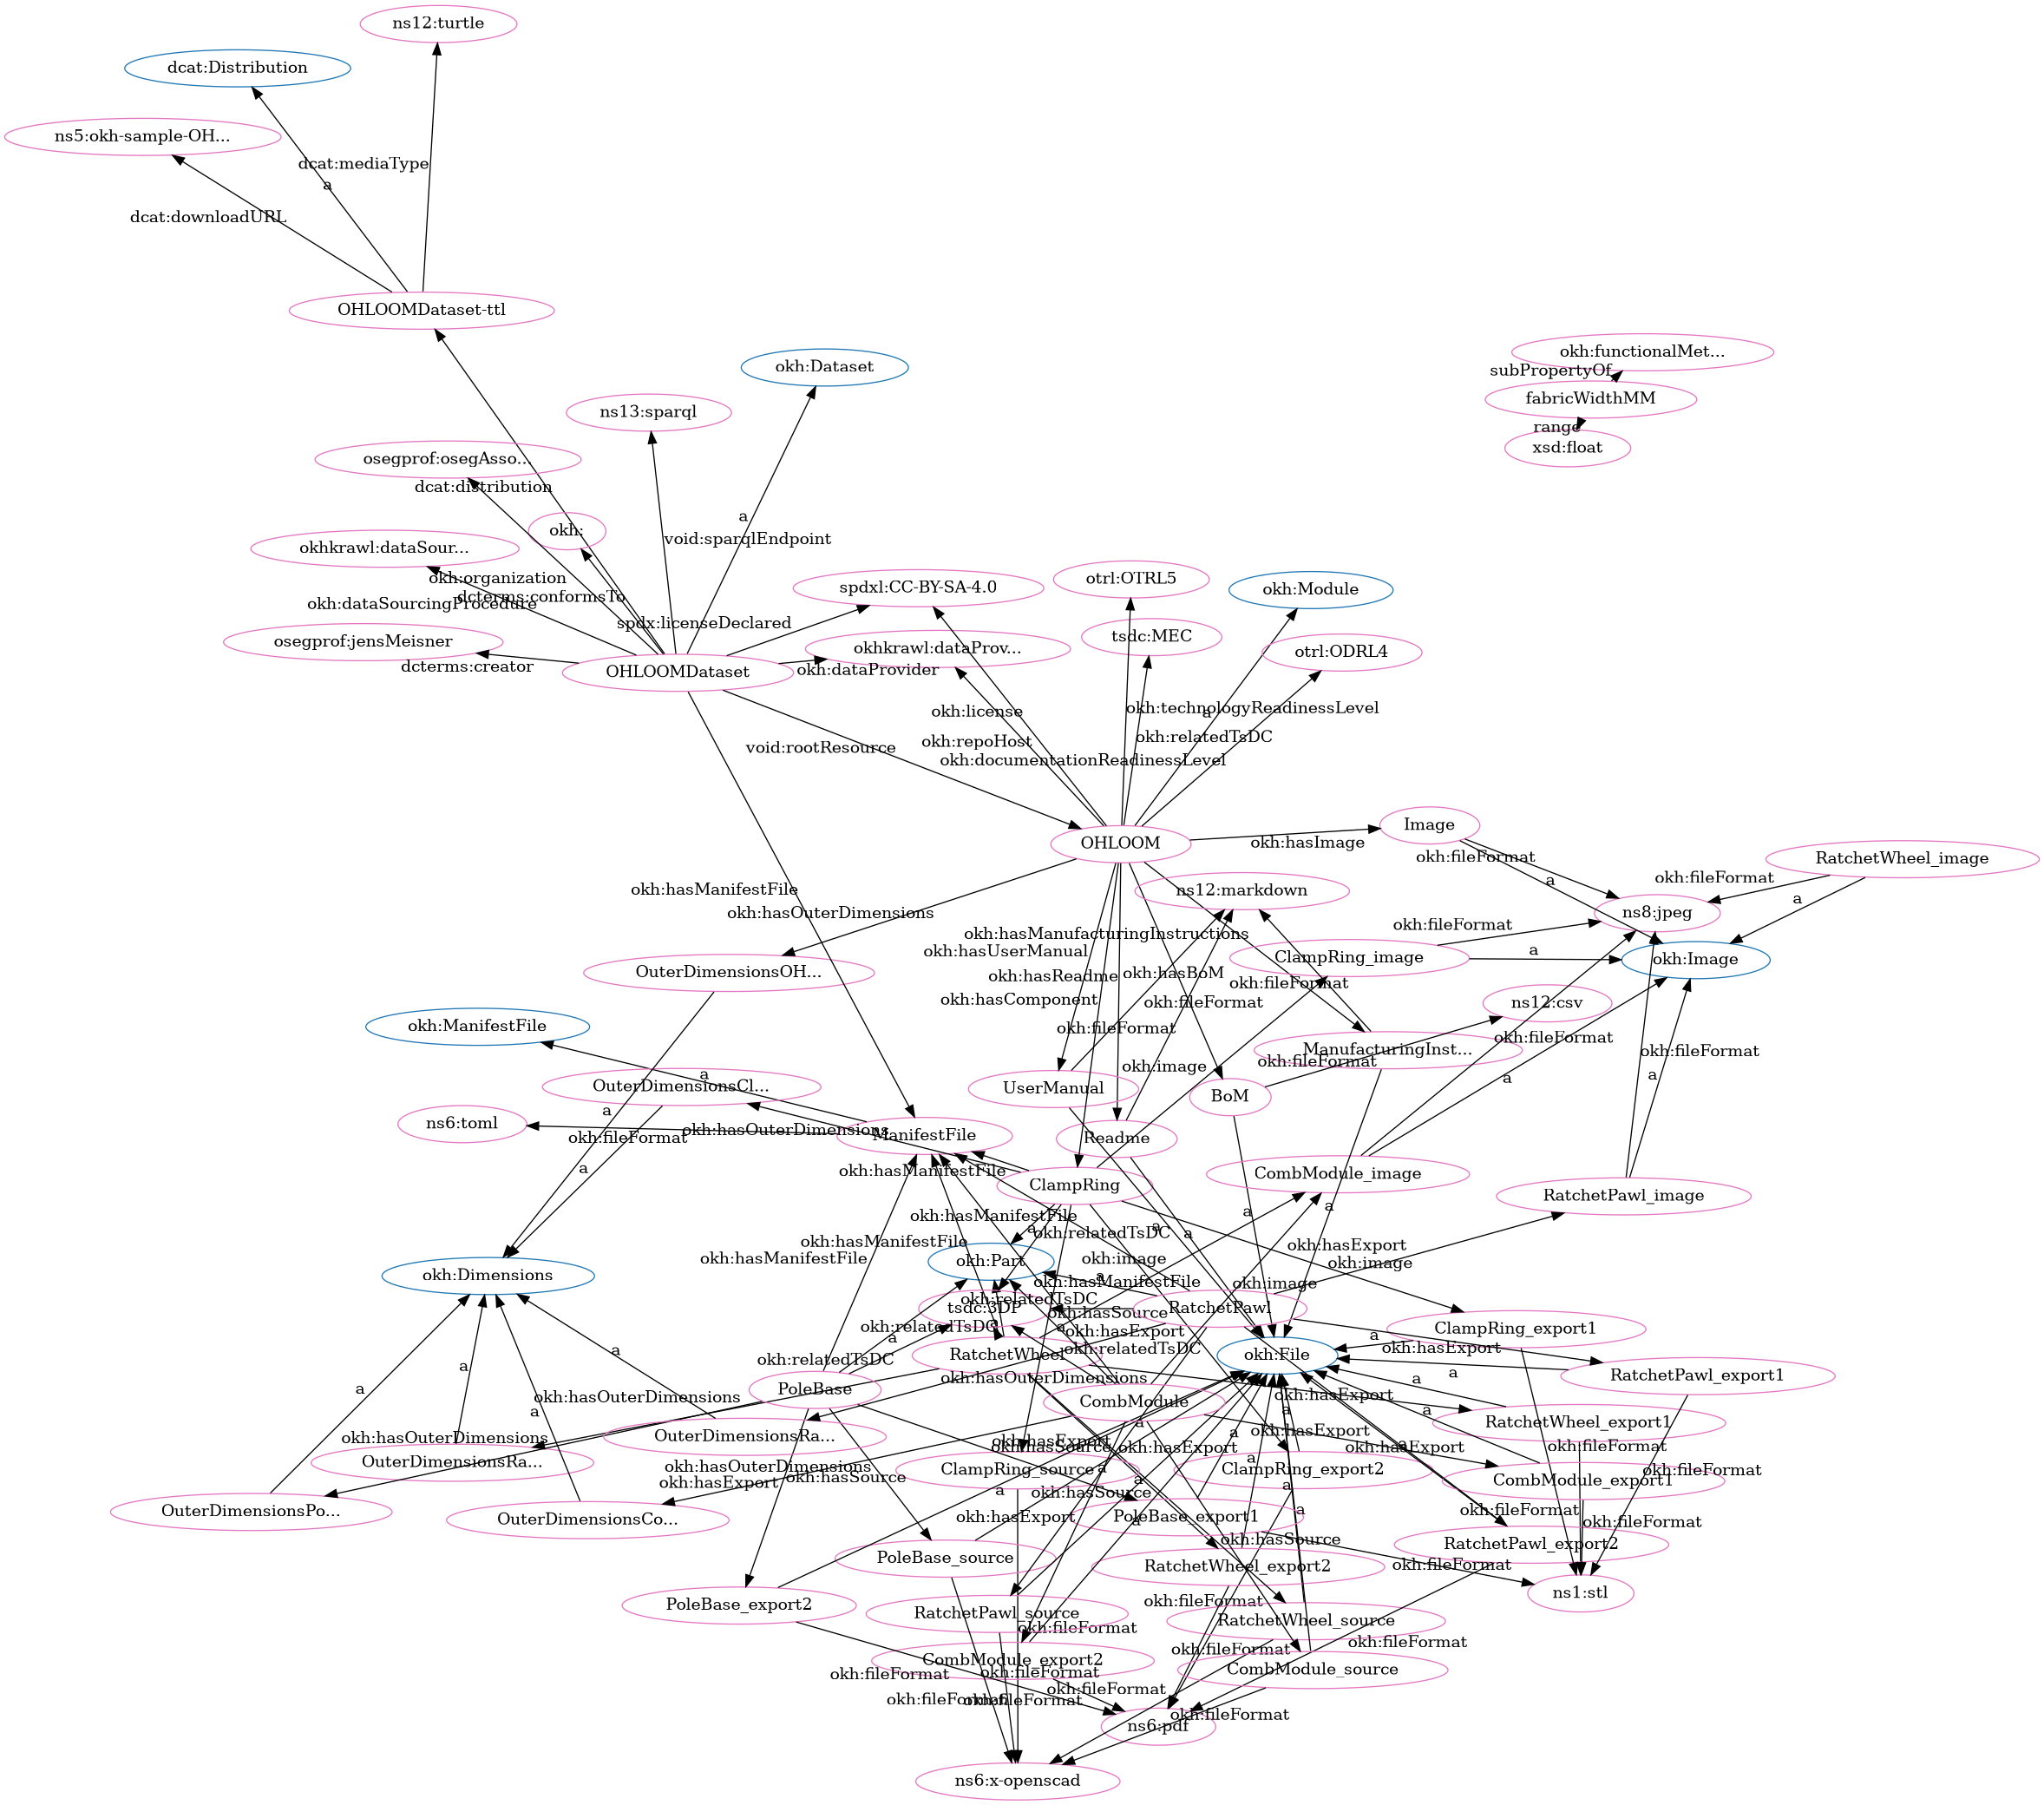 ns12:turtle
dcat:Distribution
ns5:okh-sample-OH...
dcat:mediaType
a
dcat:downloadURL
OHLOOMDataset-ttl
okh:functionalMet...
okh:Dataset
subPropertyOf
fabricWidthMM
ns13:sparql
range
xsd:float
osegprof:osegAsso...
dcat:distribution
a
okh:
void:sparqlEndpoint
okhkrawl:dataSour...
okh:organization
otrl:OTRL5
spdxl:CC-BY-SA-4.0
okh:Module
dcterms:conformsTo
okh:dataSourcingProcedure
spdx:licenseDeclared
tsdc:MEC
osegprof:jensMeisner
okhkrawl:dataProv...
otrl:ODRL4
dcterms:creator
OHLOOMDataset
okh:dataProvider
okh:license
okh:technologyReadinessLevel
a
okh:relatedTsDC
okh:repoHost
void:rootResource
okh:documentationReadinessLevel
Image
OHLOOM
okh:hasImage
okh:fileFormat
RatchetWheel_image
okh:fileFormat
a
okh:hasManifestFile
ns12:markdown
a
okh:hasOuterDimensions
ns8:jpeg
okh:fileFormat
okh:hasManufacturingInstructions
okh:hasUserManual
a
ClampRing_image
okh:Image
OuterDimensionsOH...
okh:hasReadme
okh:hasBoM
okh:fileFormat
okh:hasComponent
okh:fileFormat
ns12:csv
okh:ManifestFile
okh:fileFormat
okh:fileFormat
ManufacturingInst...
okh:fileFormat
okh:fileFormat
okh:image
a
a
a
OuterDimensionsCl...
UserManual
BoM
a
ns6:toml
okh:hasOuterDimensions
ManifestFile
okh:fileFormat
Readme
a
okh:hasManifestFile
CombModule_image
ClampRing
RatchetPawl_image
okh:hasManifestFile
a
a
a
a
a
okh:relatedTsDC
okh:hasManifestFile
okh:hasExport
okh:hasManifestFile
okh:image
okh:Part
okh:image
okh:Dimensions
a
okh:hasManifestFile
okh:image
okh:relatedTsDC
tsdc:3DP
RatchetPawl
okh:hasSource
okh:relatedTsDC
a
okh:hasExport
ClampRing_export1
a
a
okh:relatedTsDC
okh:hasExport
okh:relatedTsDC
RatchetWheel
okh:File
a
a
RatchetPawl_export1
okh:hasOuterDimensions
a
PoleBase
a
okh:hasOuterDimensions
CombModule
okh:hasExport
a
a
a
RatchetWheel_export1
okh:hasExport
a
OuterDimensionsRa...
okh:hasOuterDimensions
okh:hasExport
okh:hasSource
okh:hasExport
a
okh:hasExport
okh:fileFormat
a
OuterDimensionsRa...
okh:hasOuterDimensions
a
ClampRing_source
ClampRing_export2
okh:fileFormat
okh:hasExport
okh:hasSource
a
CombModule_export1
a
a
okh:hasSource
OuterDimensionsPo...
OuterDimensionsCo...
okh:hasExport
PoleBase_export1
a
a
okh:fileFormat
okh:fileFormat
okh:hasSource
RatchetPawl_export2
PoleBase_source
RatchetWheel_export2
okh:fileFormat
ns1:stl
PoleBase_export2
okh:fileFormat
RatchetPawl_source
RatchetWheel_source
okh:fileFormat
okh:fileFormat
okh:fileFormat
CombModule_export2
CombModule_source
okh:fileFormat
okh:fileFormat
okh:fileFormat
okh:fileFormat
okh:fileFormat
okh:fileFormat
ns6:pdf
ns6:x-openscad